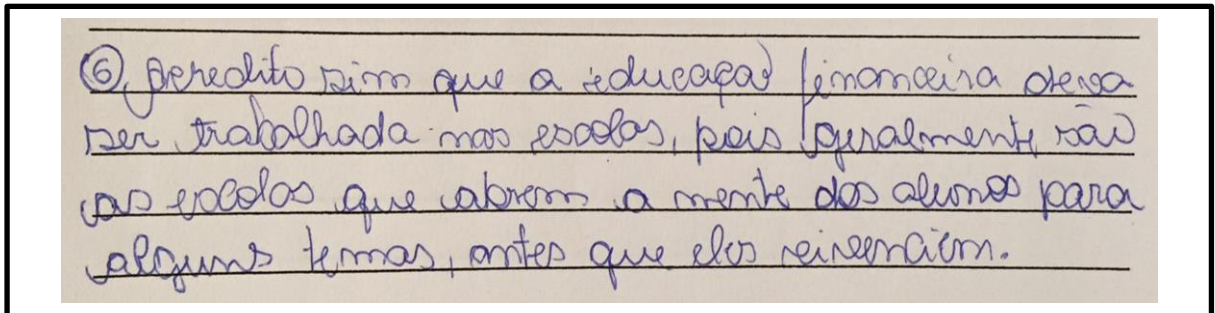 ⑥ Acredito sim que a educação financeira deva
ser trabalhada nas escolas, pois geralmente são
as escolas que abrem a mente dos alunos para
alguns temas, antes que eles vivenciem.